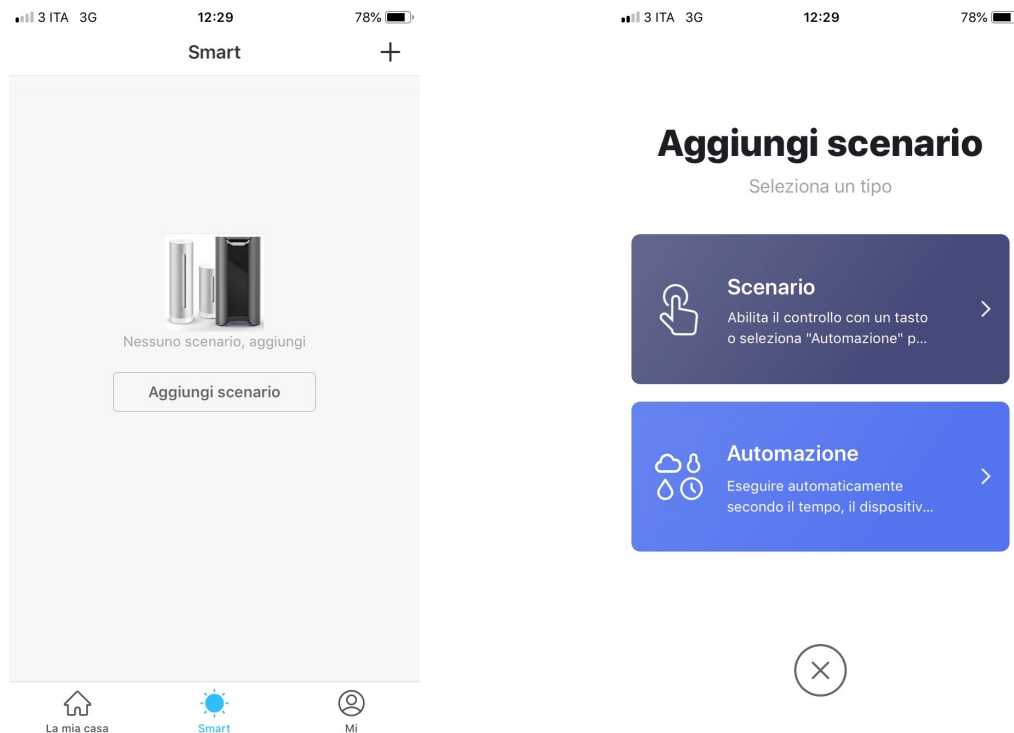 3 ITA 3G 12:29 78%
Smart
Nessuno scenario, aggiungi
Aggiungi scenario
La mia casa Smart Mi
3 ITA 3G 12:29 78%
Aggiungi scenario
Seleziona un tipo
Scenario
Abilita il controllo con un tasto
o seleziona "Automazione" p...
Automazione
Eseguire automaticamente
secondo il tempo, il dispositiv...